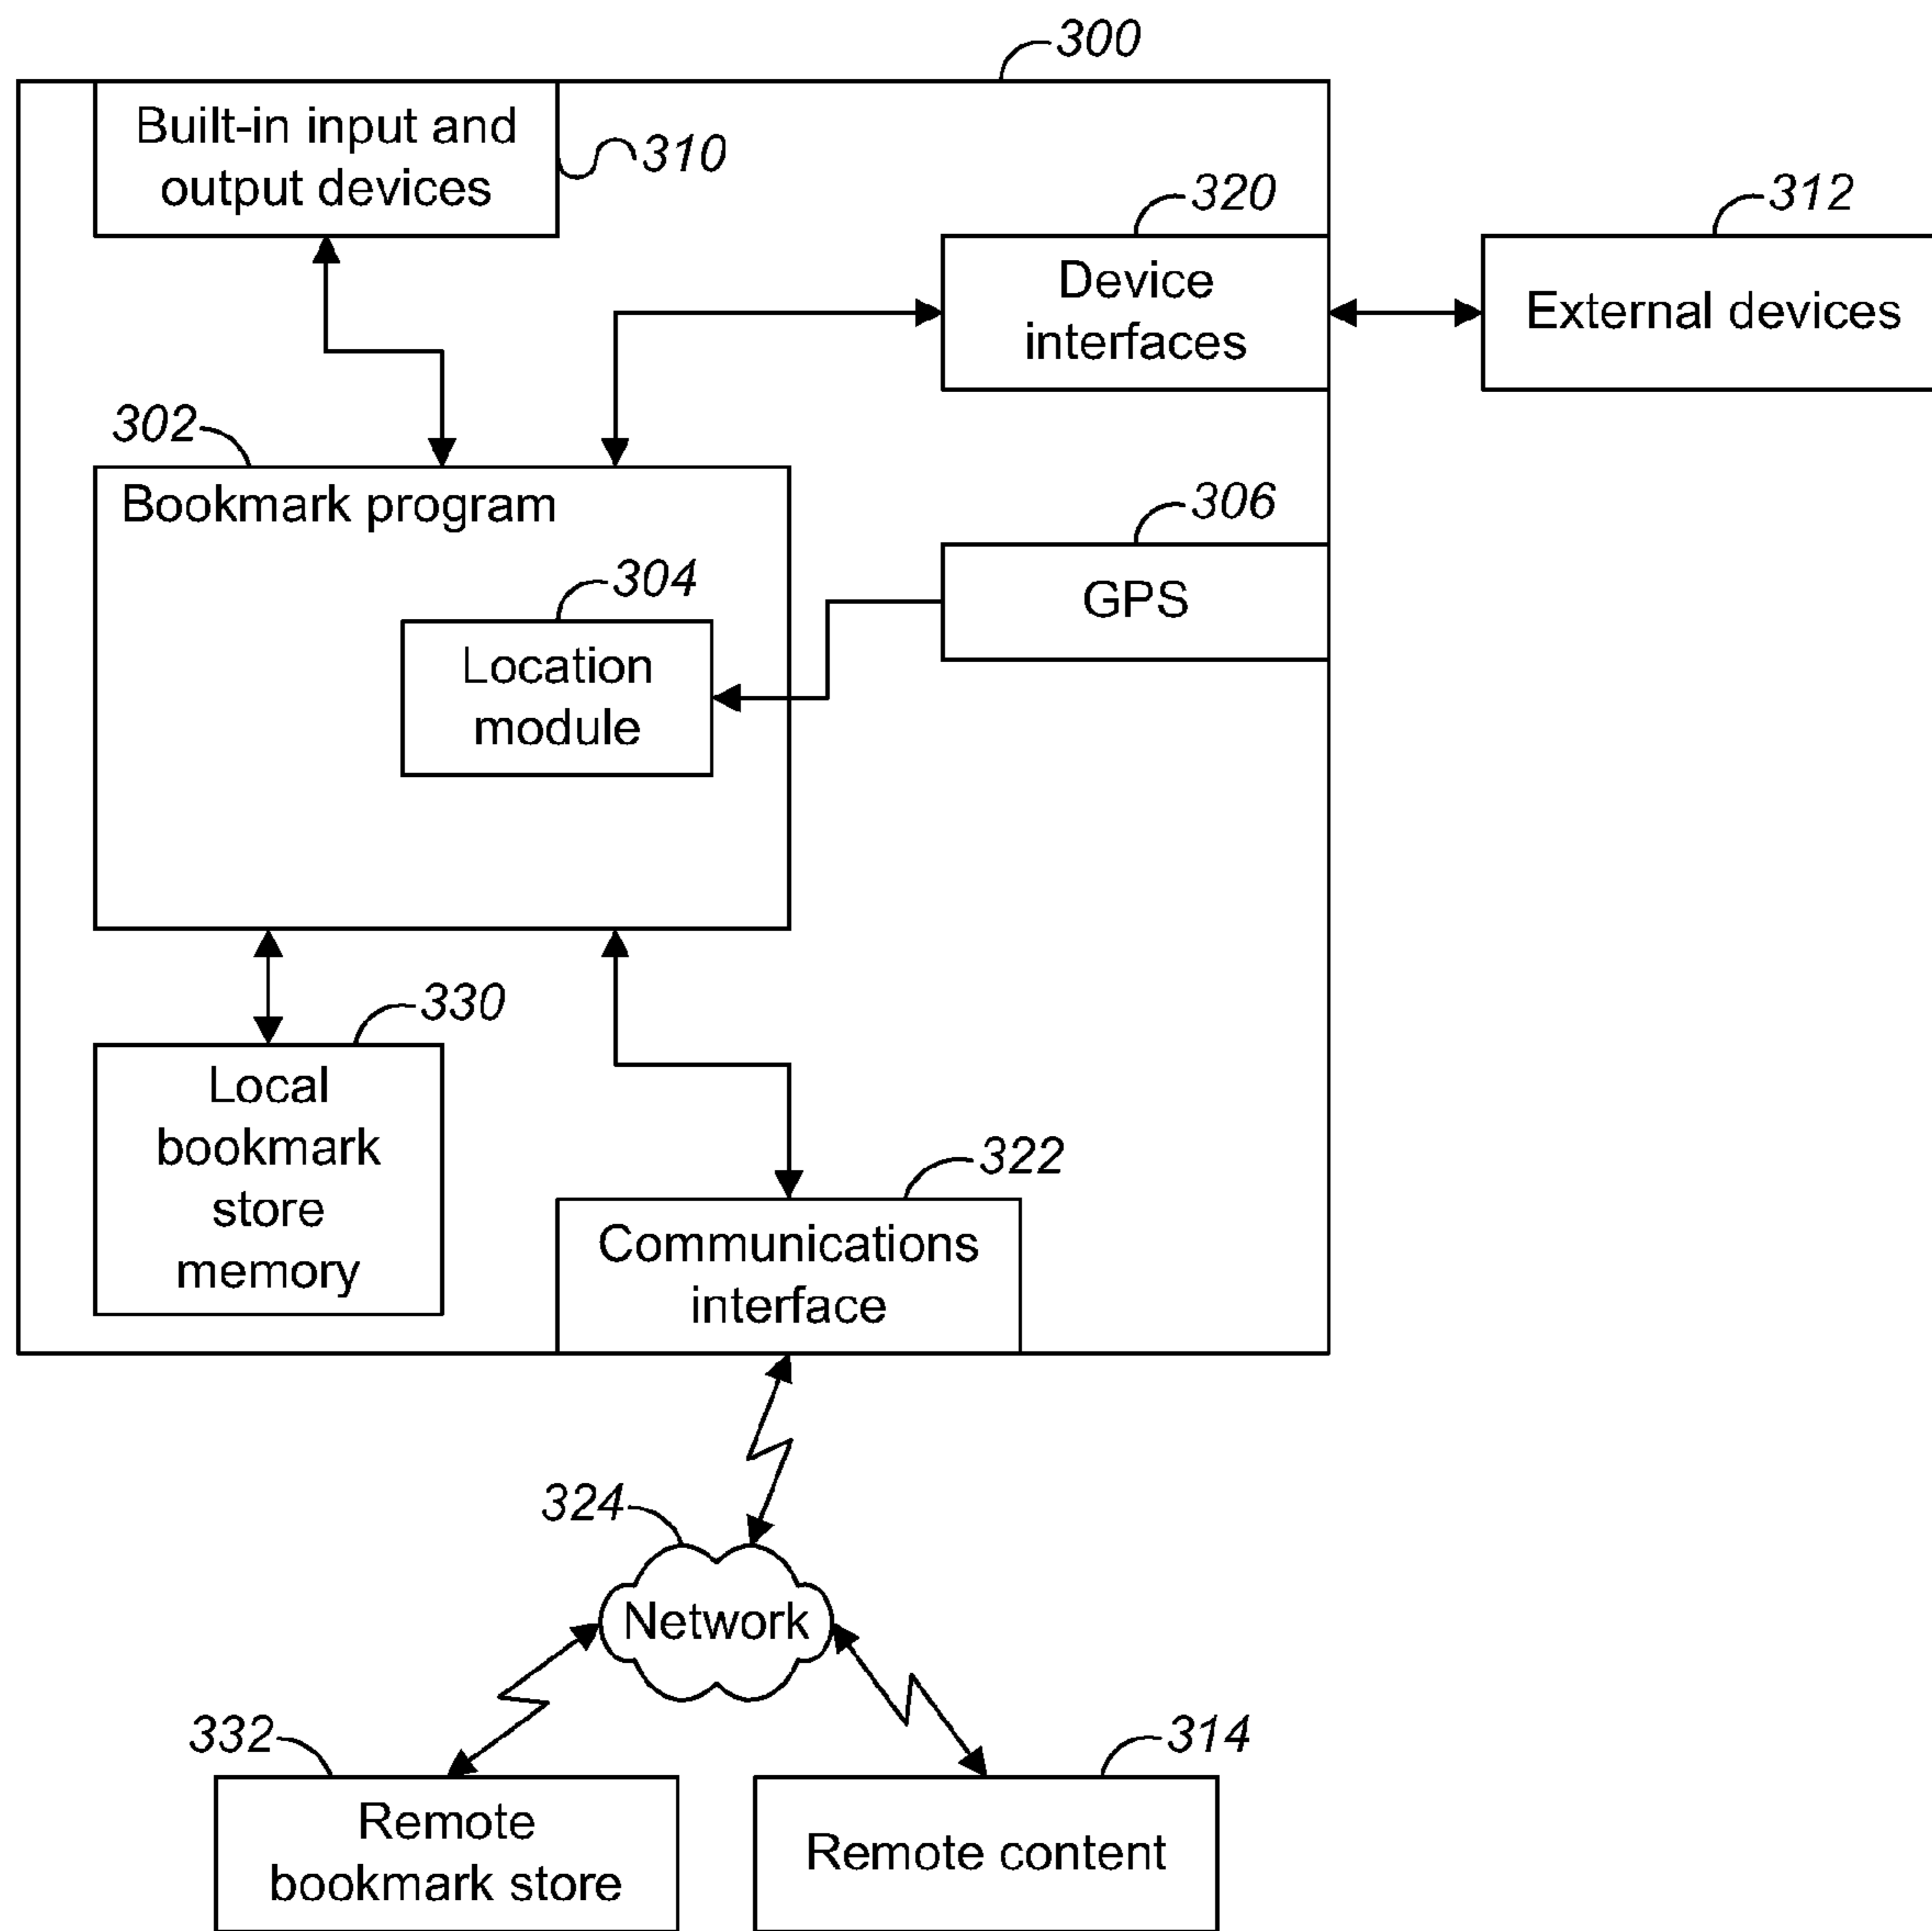 300
Built-in input and
output devices
310
320
312
Device
interfaces
External devices
302
Bookmark program
306
304
GPS
Location
module
330
Local
bookmark
store
memory
322
Communications
interface
324
Network
332
314
Remote
bookmark store
Remote content